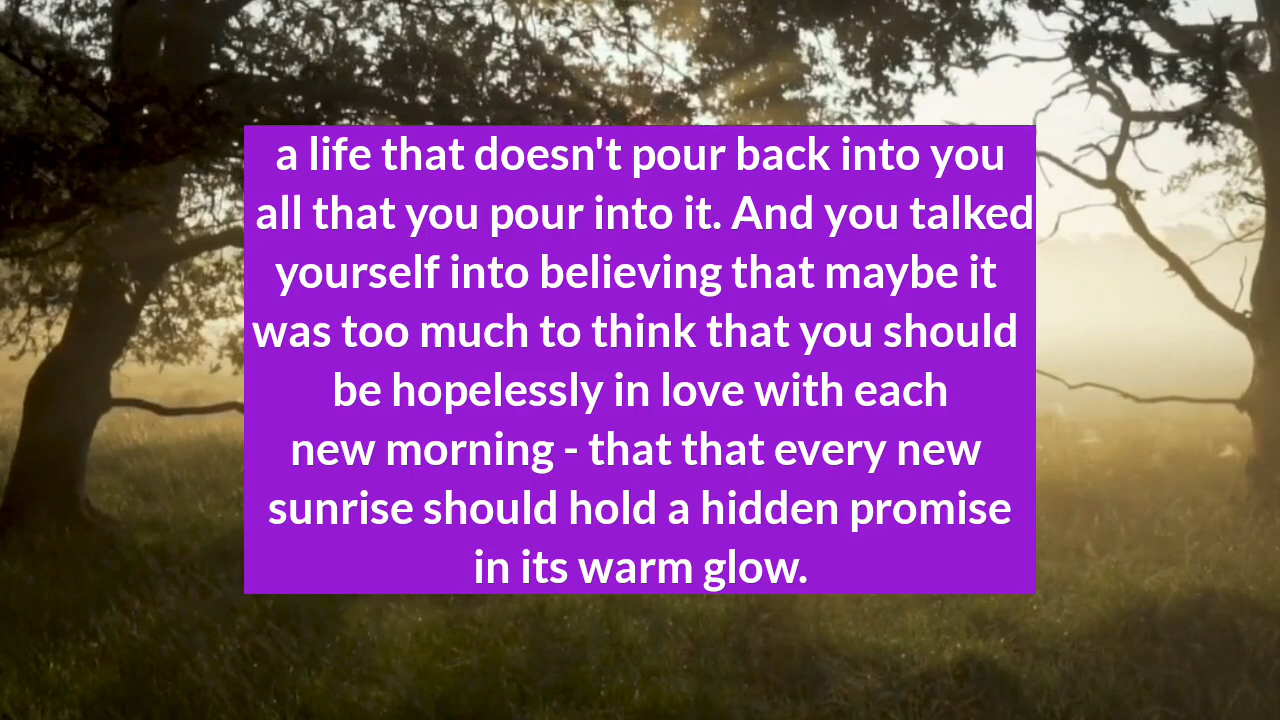 a life that doesn't pour back into you
all that you pour into it. And you talked
yourself into believing that maybe it
was too much to think that you should
be hopelessly in love with each
new morning - that that every new
sunrise should hold a hidden promise
in its warm glow.